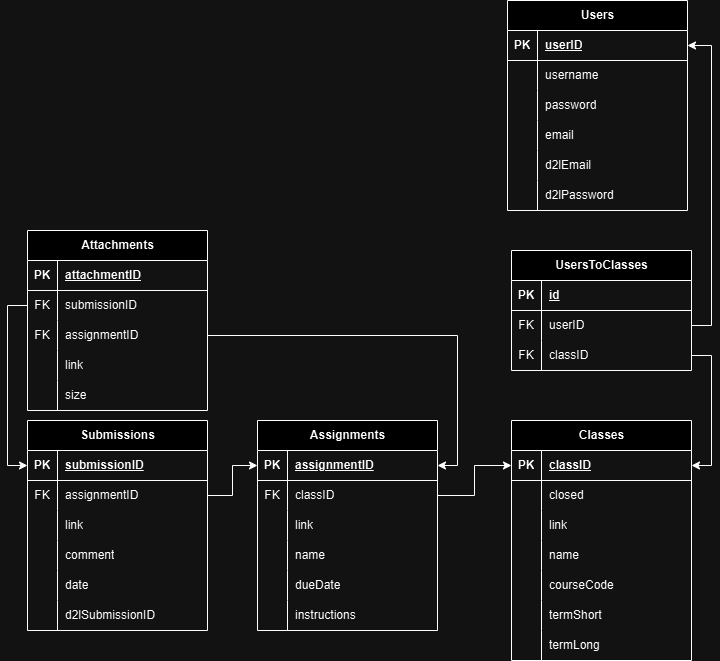 Users
PK userID
username
password
email
d2lEmail
d2lPassword
Attachments
PK attachmentID
FK submissionID
FK assignmentID
link
size
UsersToClasses
PK id
FK userID
FK classID
Submissions
PK submissionID
FK assignmentID
link
comment
date
d2lSubmissionID
Assignments
PK assignmentID
FK classID
link
name
dueDate
instructions
Classes
PK classID
closed
link
name
courseCode
termShort
termLong